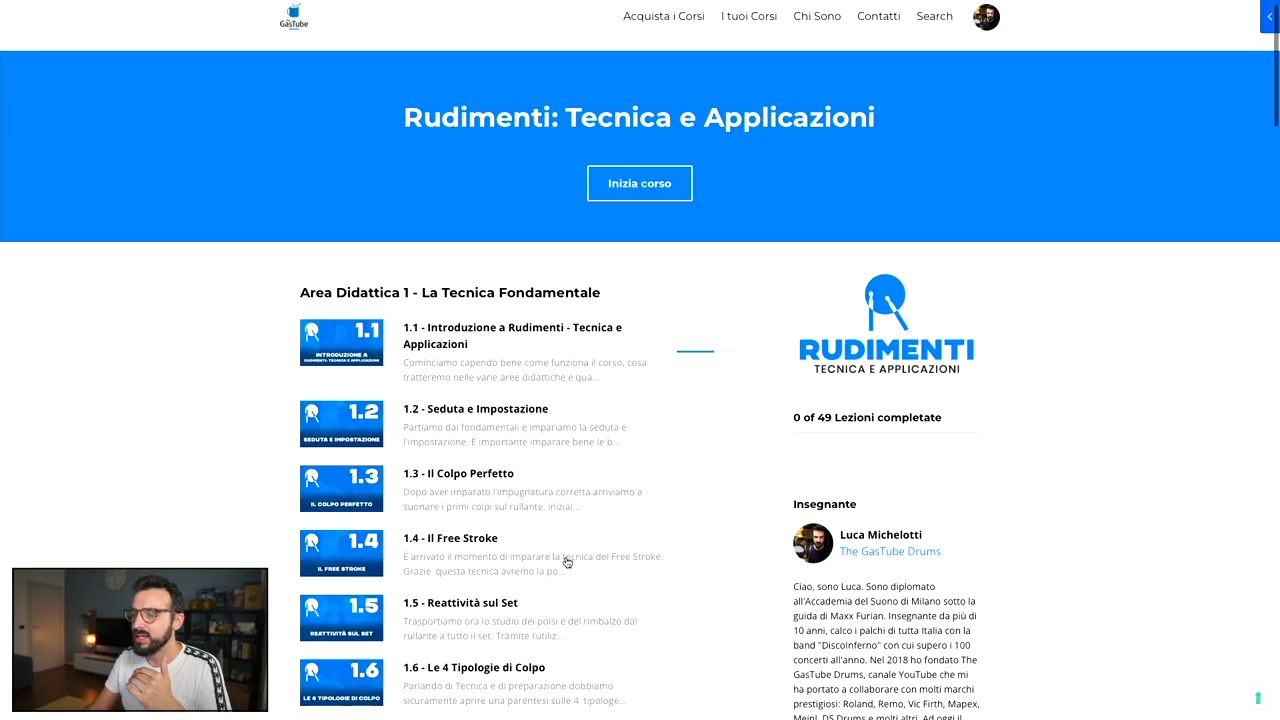 GasTube
Acquista i Corsi
I tuoi Corsi
Chi Sono
Contatti
Search
Rudimenti: Tecnica e Applicazioni
Inizia corso
Area Didattica 1 - La Tecnica Fondamentale
1.1
INTRODUZIONE A
RUDIMENTI: TECNICA E APPLICAZIONI
1.1 - Introduzione a Rudimenti - Tecnica e
Applicazioni
Cominciamo capendo bene come funziona il corso, cosa
tratteremo nelle varie aree didattiche e qua...
1.2
SEDUTA E IMPOSTAZIONE
1.2 - Seduta e Impostazione
Partiamo dai fondamentali e impariamo la seduta e
l'impostazione. È importante imparare bene le b...
1.3
IL COLPO PERFETTO
1.3 - Il Colpo Perfetto
Dopo aver imparato l'impugnatura corretta arriviamo a
suonare i primi colpi sul rullante, inizial...
1.4
IL FREE STROKE
1.4 - Il Free Stroke
È arrivato il momento di imparare la tecnica del Free Stroke.
Grazie questa tecnica avremo la po...
1.5
REATTIVITÀ SUL SET
1.5 - Reattività sul Set
Trasportiamo ora lo studio dei polsi e del rimbalzo dal
rullante a tutto il set. Tramite l'utiliz...
1.6
LE 4 TIPOLOGIE DI COLPO
1.6 - Le 4 Tipologie di Colpo
Parlando di Tecnica e di preparazione dobbiamo
sicuramente aprire una parentesi sulle 4 tipologe...
RUDIMENTI
TECNICA E APPLICAZIONI
0 of 49 Lezioni completate
Insegnante
Luca Michelotti
The GasTube Drums
Ciao, sono Luca. Sono diplomato
all'Accademia del Suono di Milano sotto la
guida di Maxx Furian. Insegnante da più di
10 anni, calco i palchi di tutta Italia con la
band "DiscoInferno" con cui supero i 100
concerti all'anno. Nel 2018 ho fondato The
GasTube Drums, canale YouTube che mi
ha portato a collaborare con molti marchi
prestigiosi: Roland, Remo, Vic Firth, Mapex,
Meinl, DS Drums e molti altri. Ad oggi il